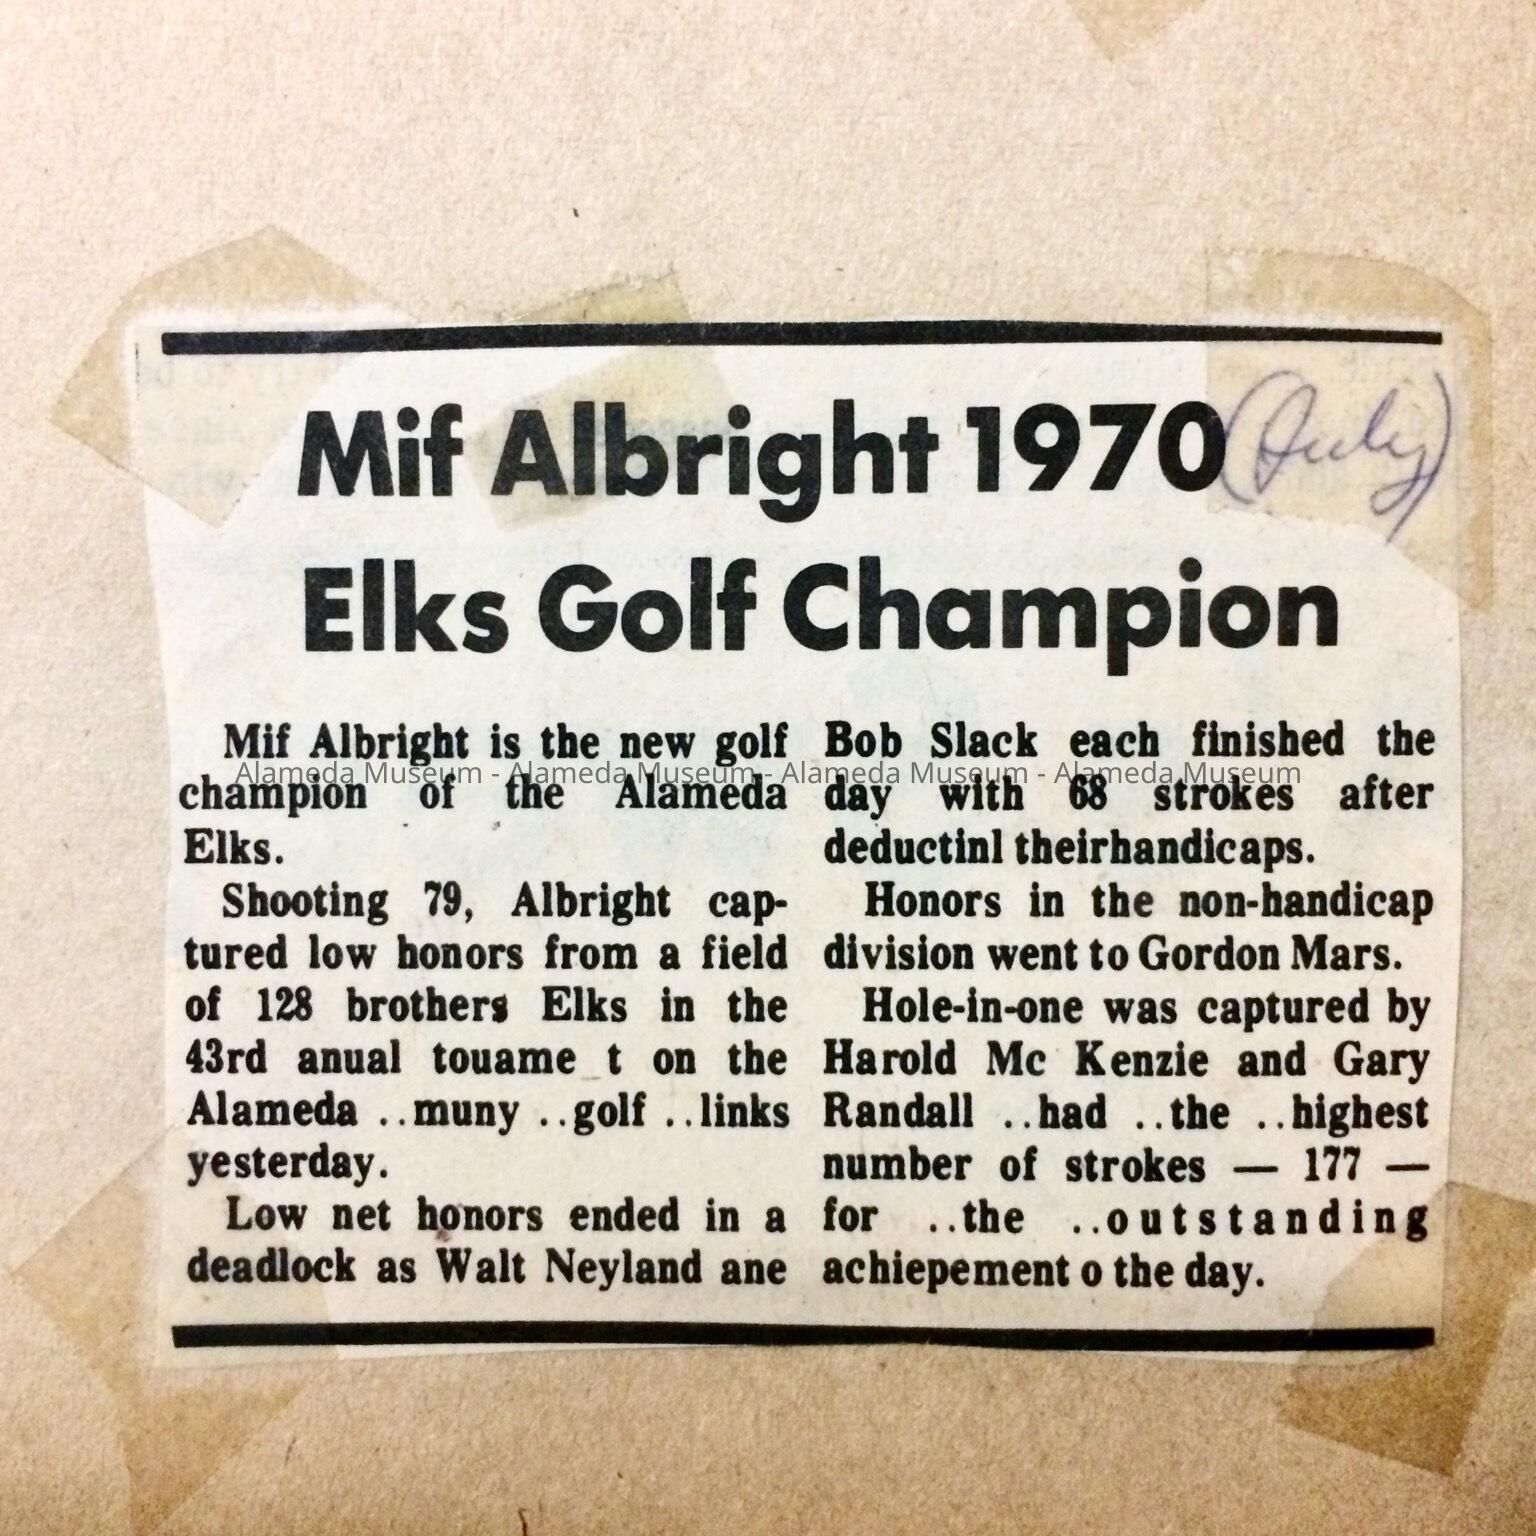 Mif Albright 1970 (July)
Elks Golf Champion
Mif Albright is the new golf
champion of the Alameda
Elks.
Shooting 79, Albright cap-
tured low honors from a field
of 128 brothers Elks in the
43rd anual touame t on the
Alameda ..muny ..golf ..links
yesterday.
Low net honors ended in a
deadlock as Walt Neyland ane
Bob Slack each finished the
day with 68 strokes after
deductinl theirhandicaps.
Honors in the non-handicap
division went to Gordon Mars.
Hole-in-one was captured by
Harold Mc Kenzie and Gary
Randall ..had ..the ..highest
number of strokes — 177 —
for ..the ..outstanding
achiepement o the day.
Alameda Museum - Alameda Museum - Alameda Museum - Alameda Museum